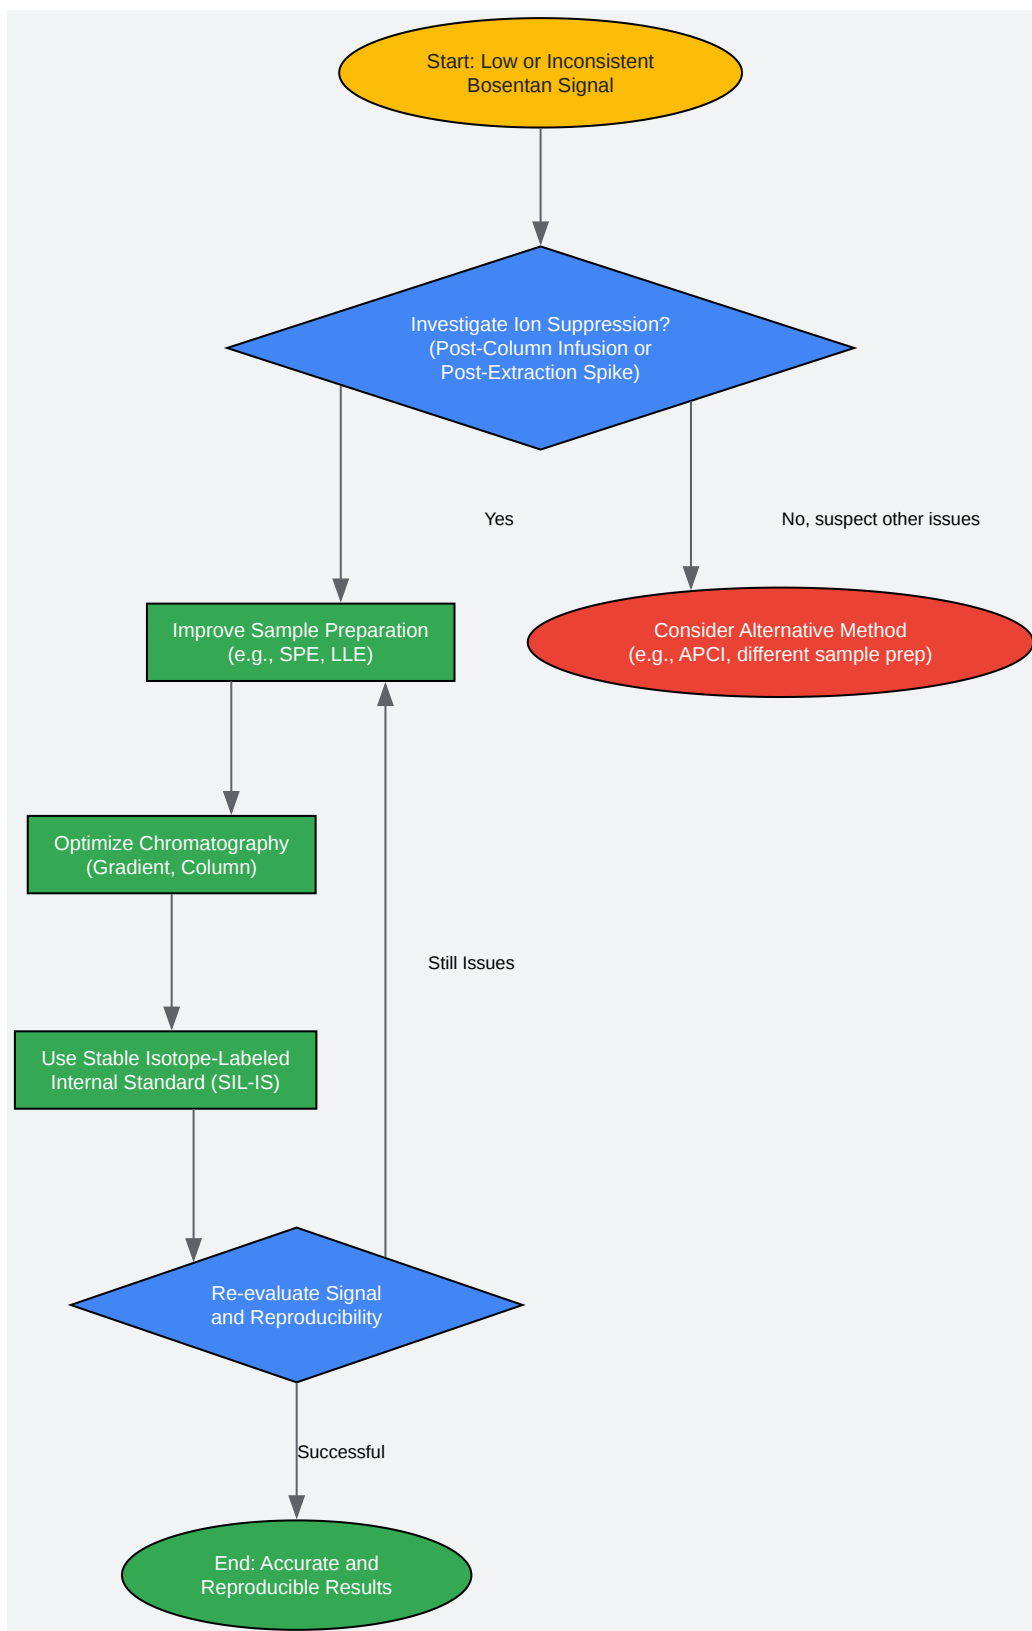 Start: Low or Inconsistent
Bosentan Signal
Investigate Ion Suppression?
(Post-Column Infusion or
Post-Extraction Spike)
Yes
No, suspect other issues
Improve Sample Preparation
(e.g., SPE, LLE)
Consider Alternative Method
(e.g., APCI, different sample prep)
Optimize Chromatography
(Gradient, Column)
Still Issues
Use Stable Isotope-Labeled
Internal Standard (SIL-IS)
Re-evaluate Signal
and Reproducibility
Successful
End: Accurate and
Reproducible Results